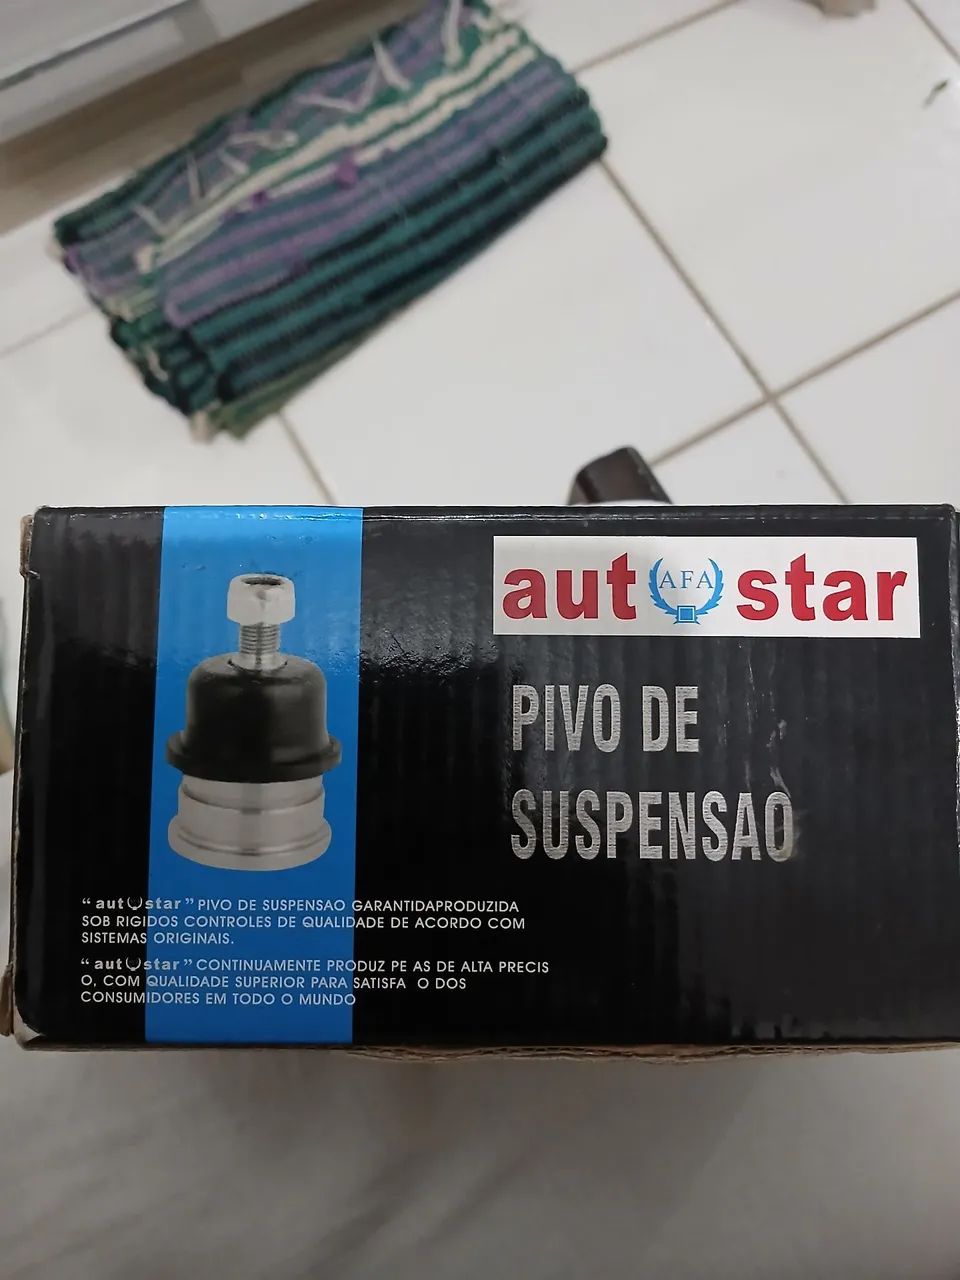 aut AFA star
PIVO DE
SUSPENSAO
“autstar” PIVO DE SUSPENSAO GARANTIDAPRODUZIDA
SOB RIGIDOS CONTROLES DE QUALIDADE DE ACORDO COM
SISTEMAS ORIGINAIS.
“autstar” CONTINUAMENTE PRODUZ PE AS DE ALTA PRECIS
O, COM QUALIDADE SUPERIOR PARA SATISFA O DOS
CONSUMIDORES EM TODO O MUNDO